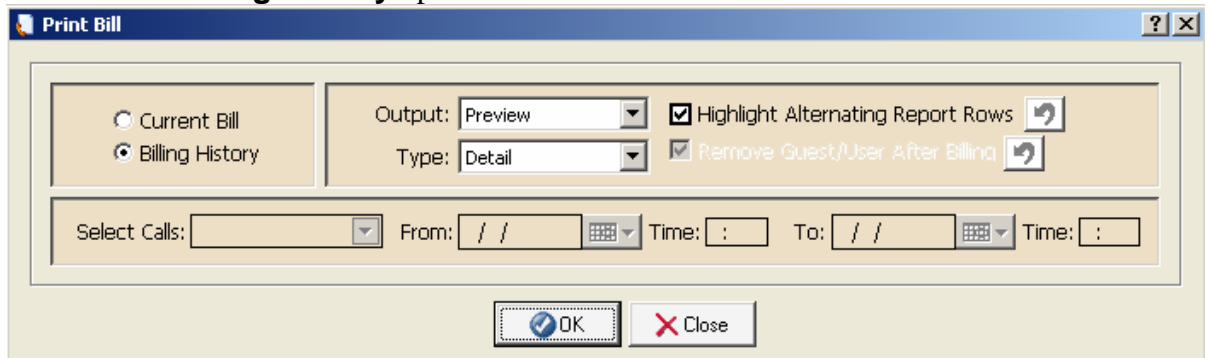 Print Bill
Current Bill
Billing History
Output: Preview
Type: Detail
Highlight Alternating Report Rows
Remove Guest/User After Billing
Select Calls: From: / / Time: : To: / / Time: :
OK Close